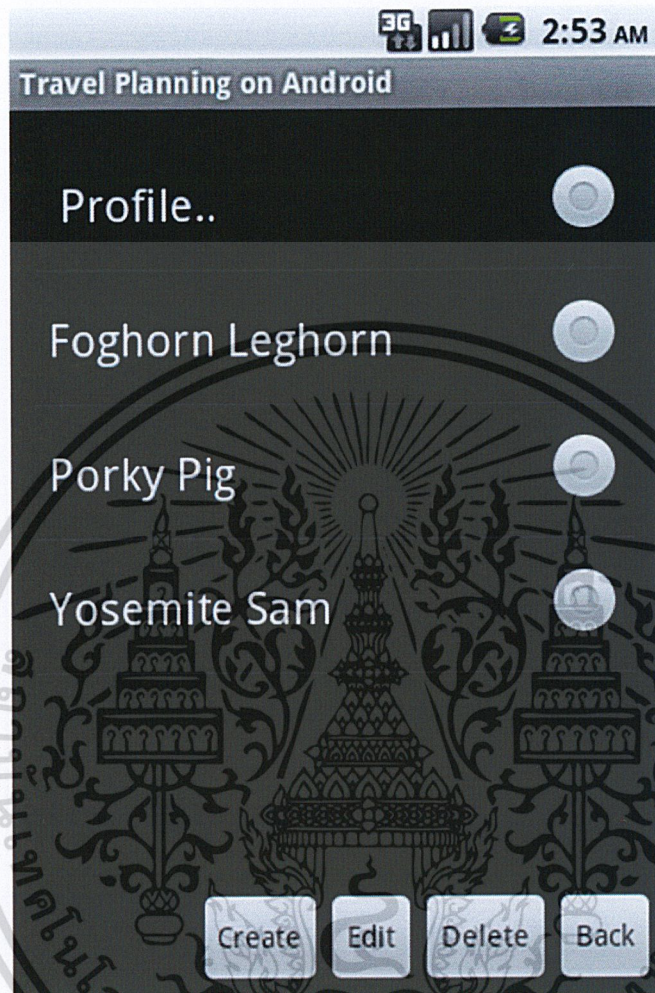 3G 2:53 AM
Travel Planning on Android
Profile..
Foghorn Leghorn
Porky Pig
Yosemite Sam
Create Edit Delete Back